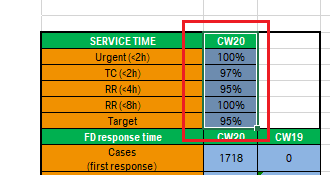 SERVICE TIME CW20
Urgent (<2h) 100%
TC (<2h) 97%
RR (<4h) 95%
RR (<8h) 100%
Target 95%
FD response time CW20 CW19
Cases
(first response) 1718 0